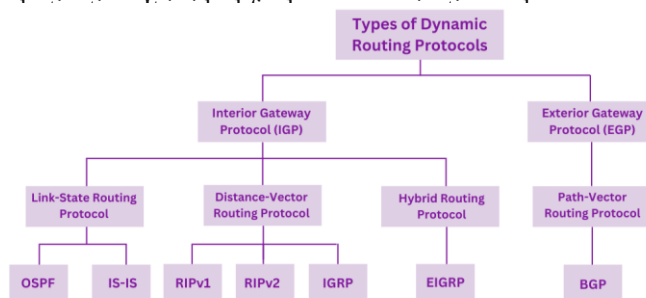 Types of Dynamic
Routing Protocols
Interior Gateway
Protocol (IGP)
Exterior Gateway
Protocol (EGP)
Link-State Routing
Protocol
Distance-Vector
Routing Protocol
Hybrid Routing
Protocol
Path-Vector
Routing Protocol
OSPF
IS-IS
RIPv1
RIPv2
IGRP
EIGRP
BGP